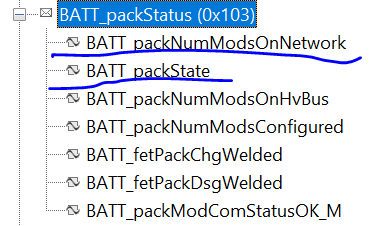 BATT_packStatus (0x103)
BATT_packNumModsOnNetwork
BATT_packState
BATT_packNumModsOnHvBus
BATT_packNumModsConfigured
BATT_fetPackChgWelded
BATT_fetPackDsgWelded
BATT_packModComStatusOK_M